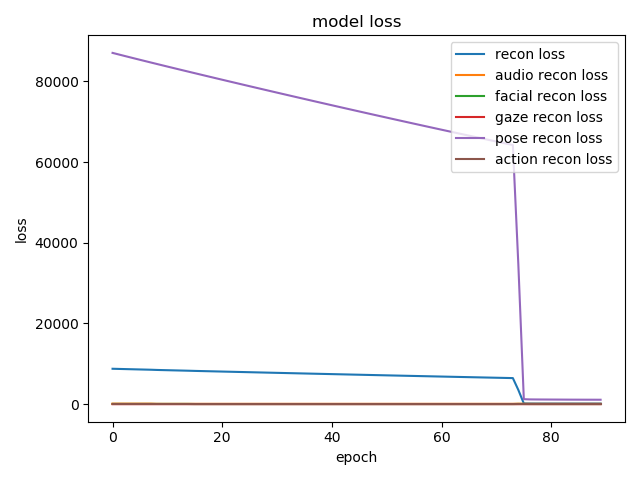 model loss
recon loss
audio recon loss
facial recon loss
gaze recon loss
pose recon loss
action recon loss
80000
60000
40000
20000
0
loss
0 20 40 60 80
epoch